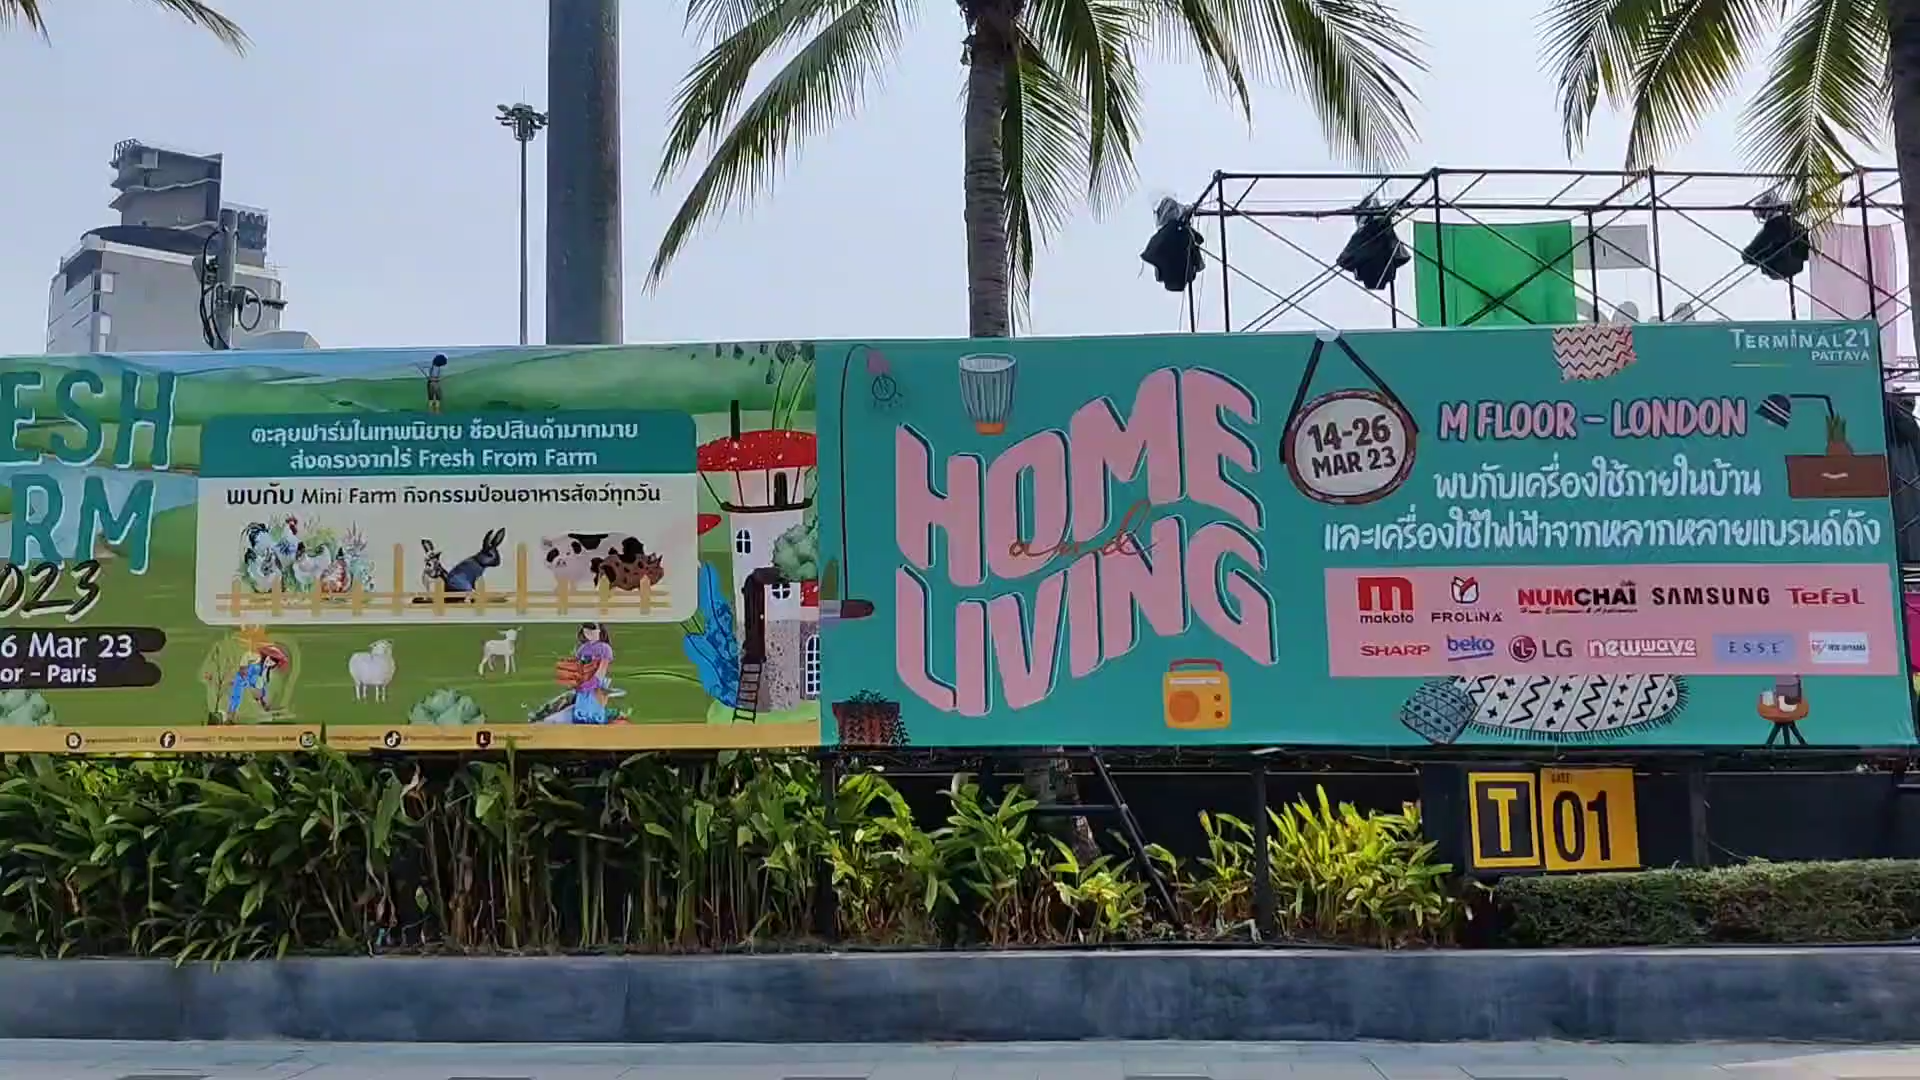 ESH
RM
023
6 Mar 23
or - Paris
ตะลุยฟาร์มในเทพนิยาย ช้อปสินค้ามากมาย
ส่งตรงจากไร่ Fresh From Farm
พบกับ Mini Farm กิจกรรมป้อนอาหารสัตว์ทุกวัน
HOME
and
LIVING
14-26
MAR 23
TERMINAL21
PATTAYA
M FLOOR - LONDON
พบกับเครื่องใช้ภายในบ้าน
และเครื่องใช้ไฟฟ้าจากหลากหลายแบรนด์ดัง
makoto FROLINA NUMCHAI SAMSUNG Tefal
SHARP beko LG newwave ESSE
T GATE 01